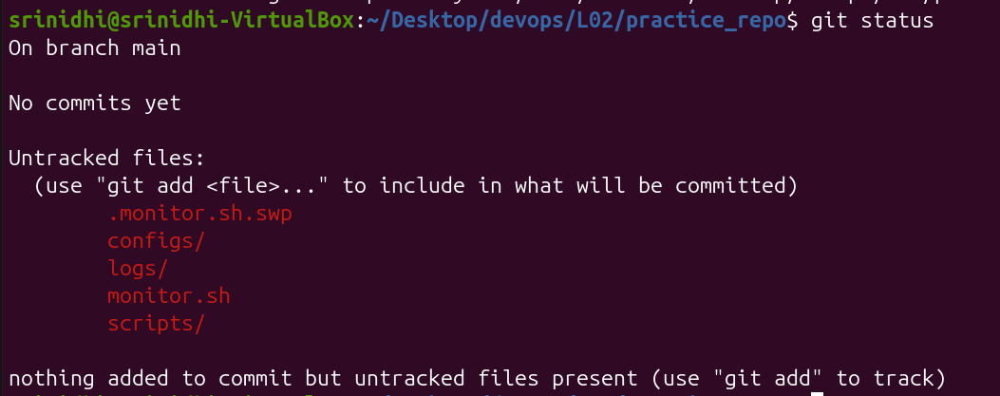 srinidhi@srinidhi-VirtualBox:~/Desktop/devops/L02/practice_repo$ git status
On branch main
No commits yet
Untracked files:
(use "git add <file>..." to include in what will be committed)
.monitor.sh.swp
configs/
logs/
monitor.sh
scripts/
nothing added to commit but untracked files present (use "git add" to track)